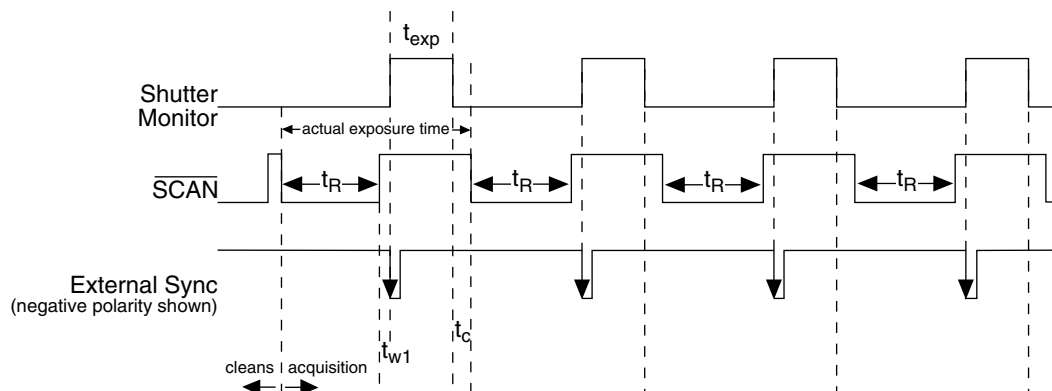 t_exp
Shutter
Monitor
actual exposure time
SCAN
t_R
t_R
t_R
t_R
External Sync
(negative polarity shown)
t_w1
t_c
cleans
acquisition